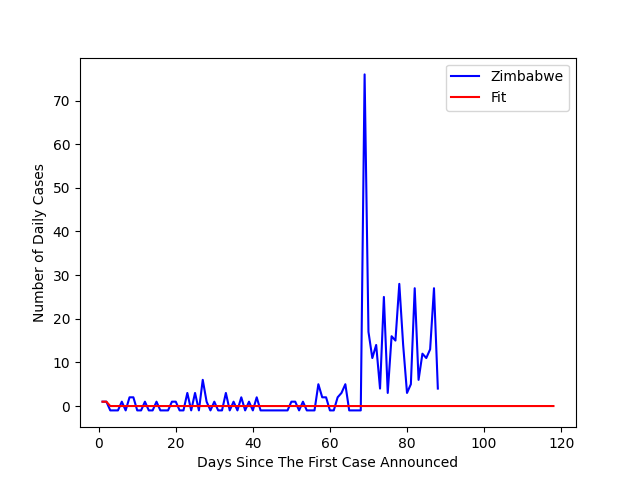 Zimbabwe
Fit
Number of Daily Cases
70
60
50
40
30
20
10
0
0 20 40 60 80 100 120
Days Since The First Case Announced